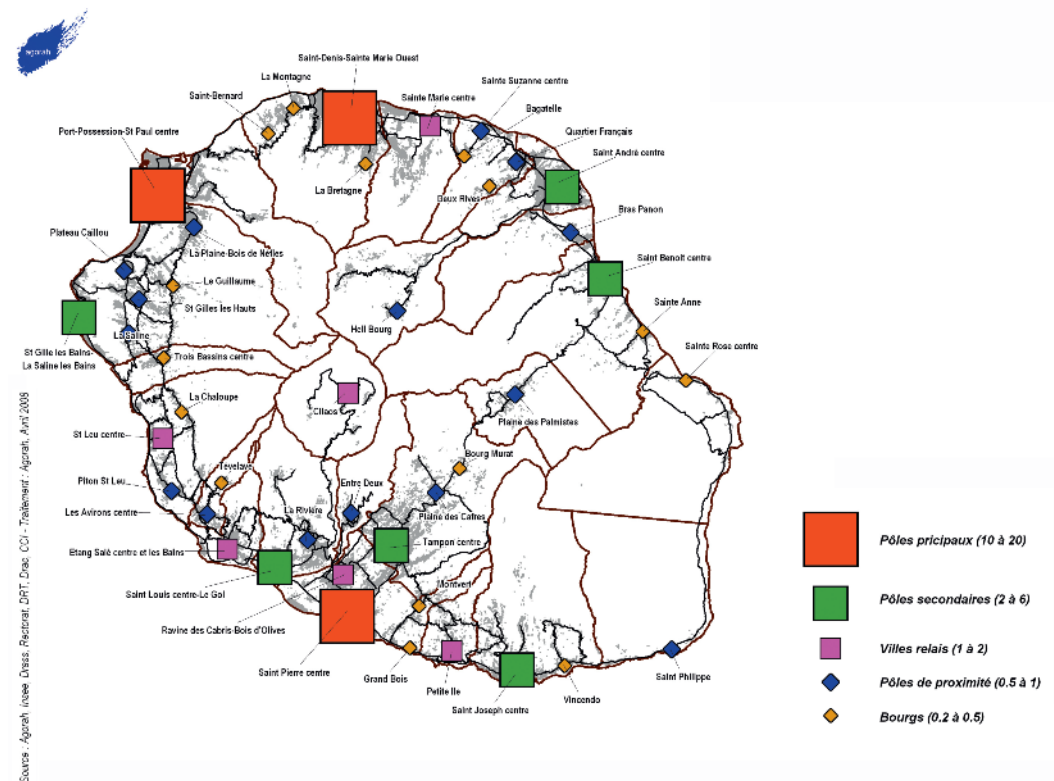 agorah
Saint-Denis-Sainte Marie Ouest
La Montagne
Sainte Suzanne centre
Saint-Bernard
Sainte Marie centre
Bagatelle
Port-Possession-St Paul centre
Quartier Français
Saint André centre
La Bretagne
Deux Rives
Bras Panon
Plateau Caillou
La Plaine-Bois de Nèfles
Saint Benoit centre
Le Guillaume
Sainte Anne
St Gilles les Hauts
Hell Bourg
La Saline
Sainte Rose centre
St Gille les Bains-
La Saline les Bains
Trois Bassins centre
La Chaloupe
Cilaos
Plaine des Palmistes
St Leu centre
Bourg Murat
Tévelave
Piton St Leu
Entre Deux
La Rivière
Plaine des Cafres
Les Avirons centre
Tampon centre
Etang Salé centre et les Bains
Montvert
Saint Louis centre-Le Gol
Ravine des Cabris-Bois d'Olives
Saint Pierre centre
Grand Bois
Petite Ile
Saint Joseph centre
Vincendo
Saint Philippe
Pôles pricipaux (10 à 20)
Pôles secondaires (2 à 6)
Villes relais (1 à 2)
Pôles de proximité (0.5 à 1)
Bourgs (0.2 à 0.5)
Source : Agorah, Insee, Drass, Rectorat, DRT, Drac, CCI - Traitement : Agorah, Avril 2009